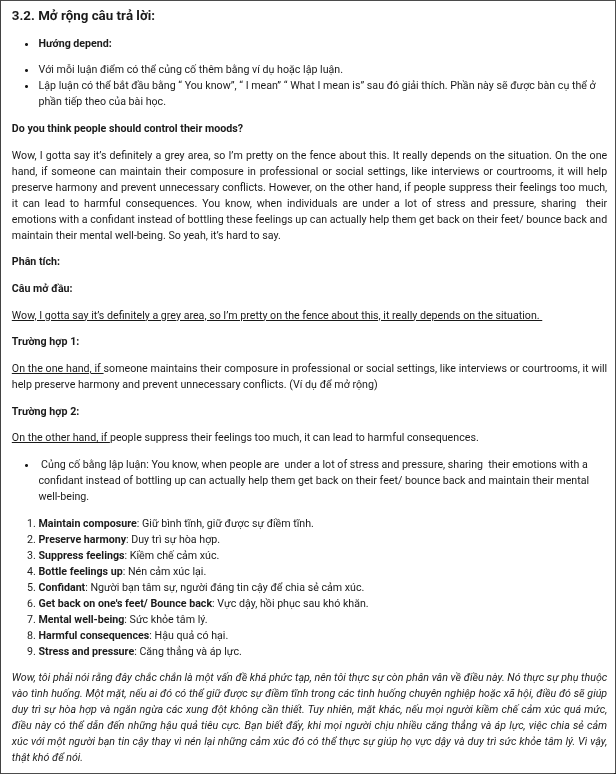 3.2. Mở rộng câu trả lời:
• Hướng depend:
• Với mỗi luận điểm có thể củng cố thêm bằng ví dụ hoặc lập luận.
• Lập luận có thể bắt đầu bằng “ You know”, “ I mean” “ What I mean is” sau đó giải thích. Phần này sẽ được bàn cụ thể ở
phần tiếp theo của bài học.
Do you think people should control their moods?
Wow, I gotta say it’s definitely a grey area, so I’m pretty on the fence about this. It really depends on the situation. On the one
hand, if someone can maintain their composure in professional or social settings, like interviews or courtrooms, it will help
preserve harmony and prevent unnecessary conflicts. However, on the other hand, if people suppress their feelings too much,
it can lead to harmful consequences. You know, when individuals are under a lot of stress and pressure, sharing their
emotions with a confidant instead of bottling these feelings up can actually help them get back on their feet/ bounce back and
maintain their mental well-being. So yeah, it’s hard to say.
Phân tích:
Câu mở đầu:
Wow, I gotta say it’s definitely a grey area, so I’m pretty on the fence about this, it really depends on the situation.
Trường hợp 1:
On the one hand, if someone maintains their composure in professional or social settings, like interviews or courtrooms, it will
help preserve harmony and prevent unnecessary conflicts. (Ví dụ để mở rộng)
Trường hợp 2:
On the other hand, if people suppress their feelings too much, it can lead to harmful consequences.
• Củng cố bằng lập luận: You know, when people are under a lot of stress and pressure, sharing their emotions with a
confidant instead of bottling up can actually help them get back on their feet/ bounce back and maintain their mental
well-being.
1. Maintain composure: Giữ bình tĩnh, giữ được sự điềm tĩnh.
2. Preserve harmony: Duy trì sự hòa hợp.
3. Suppress feelings: Kiềm chế cảm xúc.
4. Bottle feelings up: Nén cảm xúc lại.
5. Confidant: Người bạn tâm sự, người đáng tin cậy để chia sẻ cảm xúc.
6. Get back on one's feet/ Bounce back: Vực dậy, hồi phục sau khó khăn.
7. Mental well-being: Sức khỏe tâm lý.
8. Harmful consequences: Hậu quả có hại.
9. Stress and pressure: Căng thẳng và áp lực.
Wow, tôi phải nói rằng đây chắc chắn là một vấn đề khá phức tạp, nên tôi thực sự còn phân vân về điều này. Nó thực sự phụ thuộc
vào tình huống. Một mặt, nếu ai đó có thể giữ được sự điềm tĩnh trong các tình huống chuyên nghiệp hoặc xã hội, điều đó sẽ giúp
duy trì sự hòa hợp và ngăn ngừa các xung đột không cần thiết. Tuy nhiên, mặt khác, nếu mọi người kiềm chế cảm xúc quá mức,
điều này có thể dẫn đến những hậu quả tiêu cực. Bạn biết đấy, khi mọi người chịu nhiều căng thẳng và áp lực, việc chia sẻ cảm
xúc với một người bạn tin cậy thay vì nén lại những cảm xúc đó có thể thực sự giúp họ vực dậy và duy trì sức khỏe tâm lý. Vì vậy,
thật khó để nói.